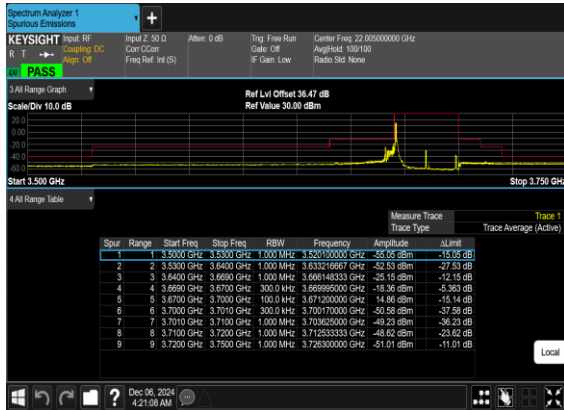 Spectrum Analyzer 1
Spurious Emissions
KEYSIGHT Input: RF Input Z: 50 Ω Atten: 0 dB Trig: Free Run Center Freq: 22.005000000 GHz
R T Coupling: DC Corr CCorr Gate: Off Avg|Hold: 100/100
Align: Off Freq Ref: Int (S) IF Gain: Low Radio Std: None
PASS
3 All Range Graph
Ref Lvl Offset 36.47 dB
Scale/Div 10.0 dB Ref Value 30.00 dBm
20.0
0.00
-20.0
-40.0
-60.0
Start 3.500 GHz Stop 3.750 GHz
4 All Range Table
Measure Trace Trace 1
Trace Type Trace Average (Active)
Spur Range Start Freq Stop Freq RBW Frequency Amplitude ΔLimit
1 1 3.5000 GHz 3.5300 GHz 1.000 MHz 3.520100000 GHz -55.05 dBm -15.05 dB
2 2 3.5300 GHz 3.6400 GHz 1.000 MHz 3.633216667 GHz -52.53 dBm -27.53 dB
3 3 3.6400 GHz 3.6690 GHz 1.000 MHz 3.666148333 GHz -25.15 dBm -12.15 dB
4 4 3.6690 GHz 3.6700 GHz 300.0 kHz 3.669995000 GHz -18.36 dBm -5.363 dB
5 5 3.6700 GHz 3.7000 GHz 100.0 kHz 3.671200000 GHz 14.86 dBm -15.14 dB
6 6 3.7000 GHz 3.7010 GHz 300.0 kHz 3.700170000 GHz -50.58 dBm -37.58 dB
7 7 3.7010 GHz 3.7100 GHz 1.000 MHz 3.703625000 GHz -49.23 dBm -36.23 dB
8 8 3.7100 GHz 3.7200 GHz 1.000 MHz 3.712533333 GHz -48.62 dBm -23.62 dB
9 9 3.7200 GHz 3.7500 GHz 1.000 MHz 3.726300000 GHz -51.01 dBm -11.01 dB
Local
? Dec 06, 2024
4:21:08 AM